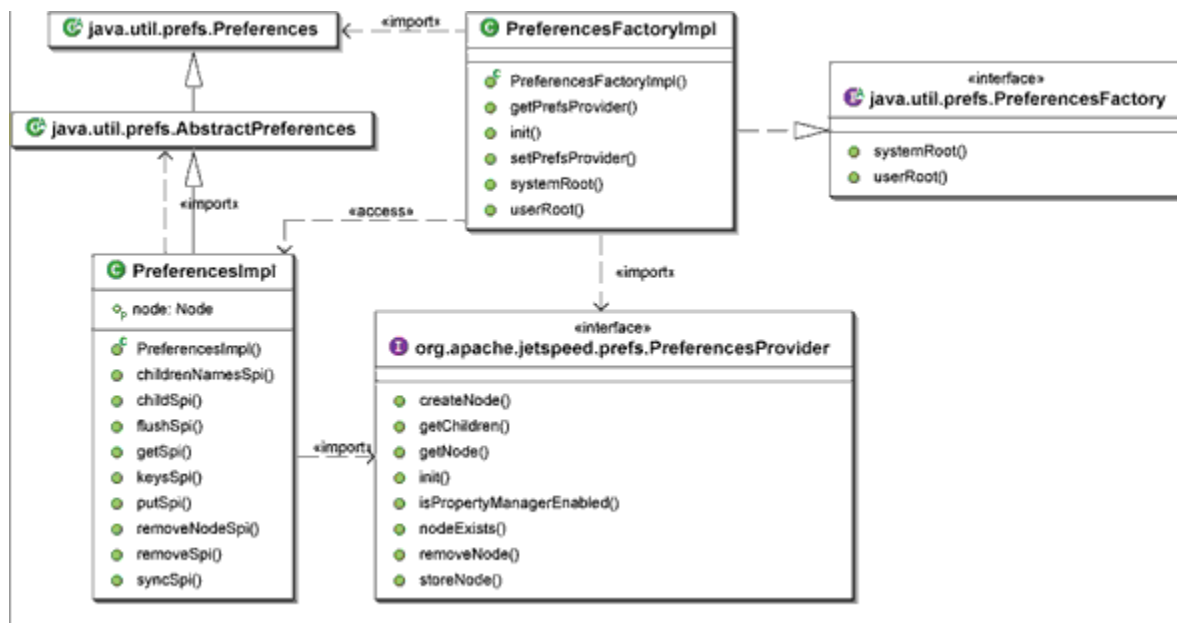 java.util.prefs.Preferences
«import»
PreferencesFactoryImpl
PreferencesFactoryImpl()
getPrefsProvider()
init()
setPrefsProvider()
systemRoot()
userRoot()
«interface»
java.util.prefs.PreferencesFactory
systemRoot()
userRoot()
java.util.prefs.AbstractPreferences
«import»
«access»
«import»
PreferencesImpl
node: Node
PreferencesImpl()
childrenNamesSpi()
childSpi()
flushSpi()
getSpi()
keysSpi()
putSpi()
removeNodeSpi()
removeSpi()
syncSpi()
«import»
«interface»
org.apache.jetspeed.prefs.PreferencesProvider
createNode()
getChildren()
getNode()
init()
isPropertyManagerEnabled()
nodeExists()
removeNode()
storeNode()